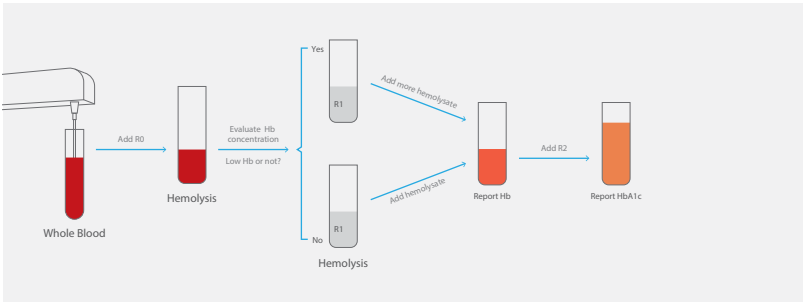 Yes
R1
Add more hemolysate
Add R0
Evaluate Hb
concentration
Low Hb or not?
Add R2
Hemolysis
Add hemolysate
Report Hb
Report HbA1c
Whole Blood
R1
No
Hemolysis